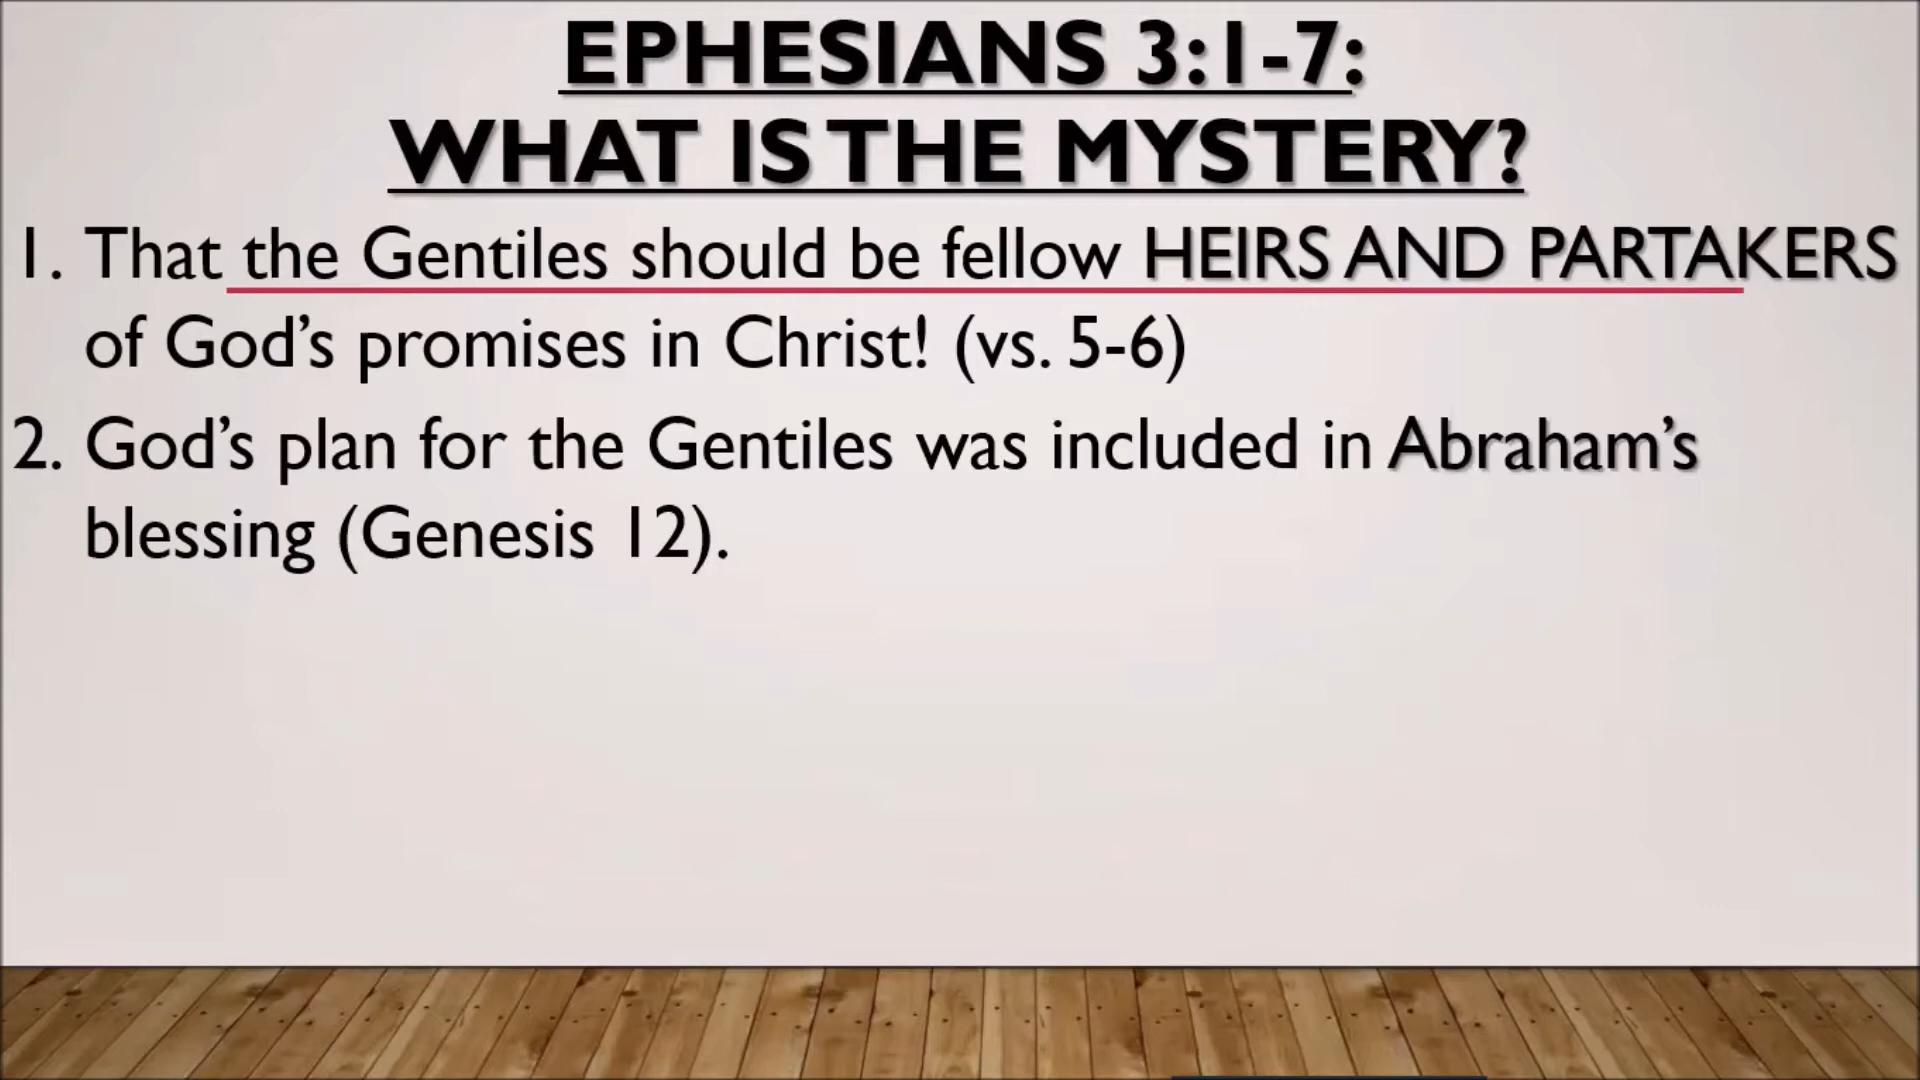 EPHESIANS 3:1-7:
WHAT IS THE MYSTERY?
1. That the Gentiles should be fellow HEIRS AND PARTAKERS
of God’s promises in Christ! (vs. 5-6)
2. God’s plan for the Gentiles was included in Abraham’s
blessing (Genesis 12).